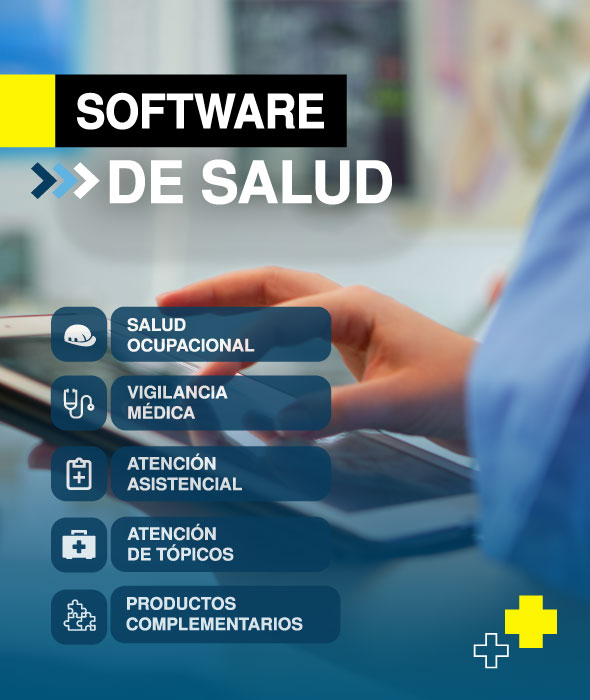 SOFTWARE
DE SALUD
SALUD
OCUPACIONAL
VIGILANCIA
MÉDICA
ATENCIÓN
ASISTENCIAL
ATENCIÓN
DE TÓPICOS
PRODUCTOS
COMPLEMENTARIOS